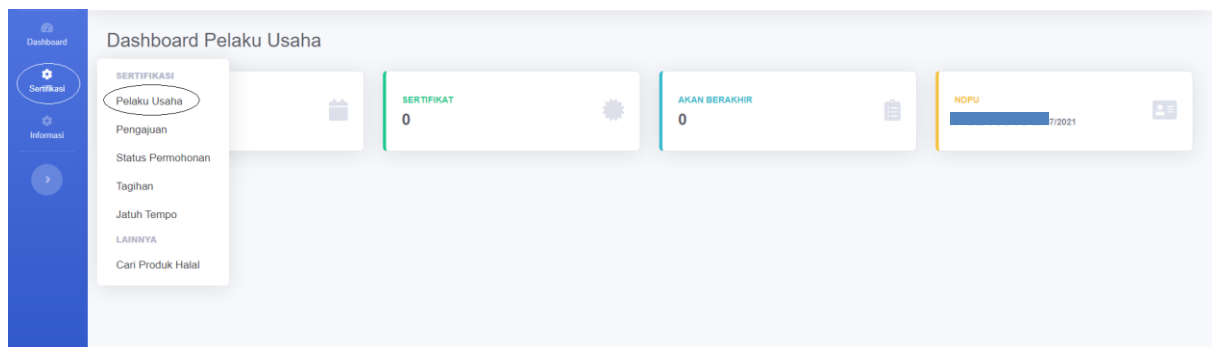 Dashboard
Sertifikasi
Informasi
Dashboard Pelaku Usaha
SERTIFIKASI
Pelaku Usaha
Pengajuan
Status Permohonan
Tagihan
Jatuh Tempo
LAINNYA
Cari Produk Halal
SERTIFIKAT
0
AKAN BERAKHIR
0
NDPU
7/2021